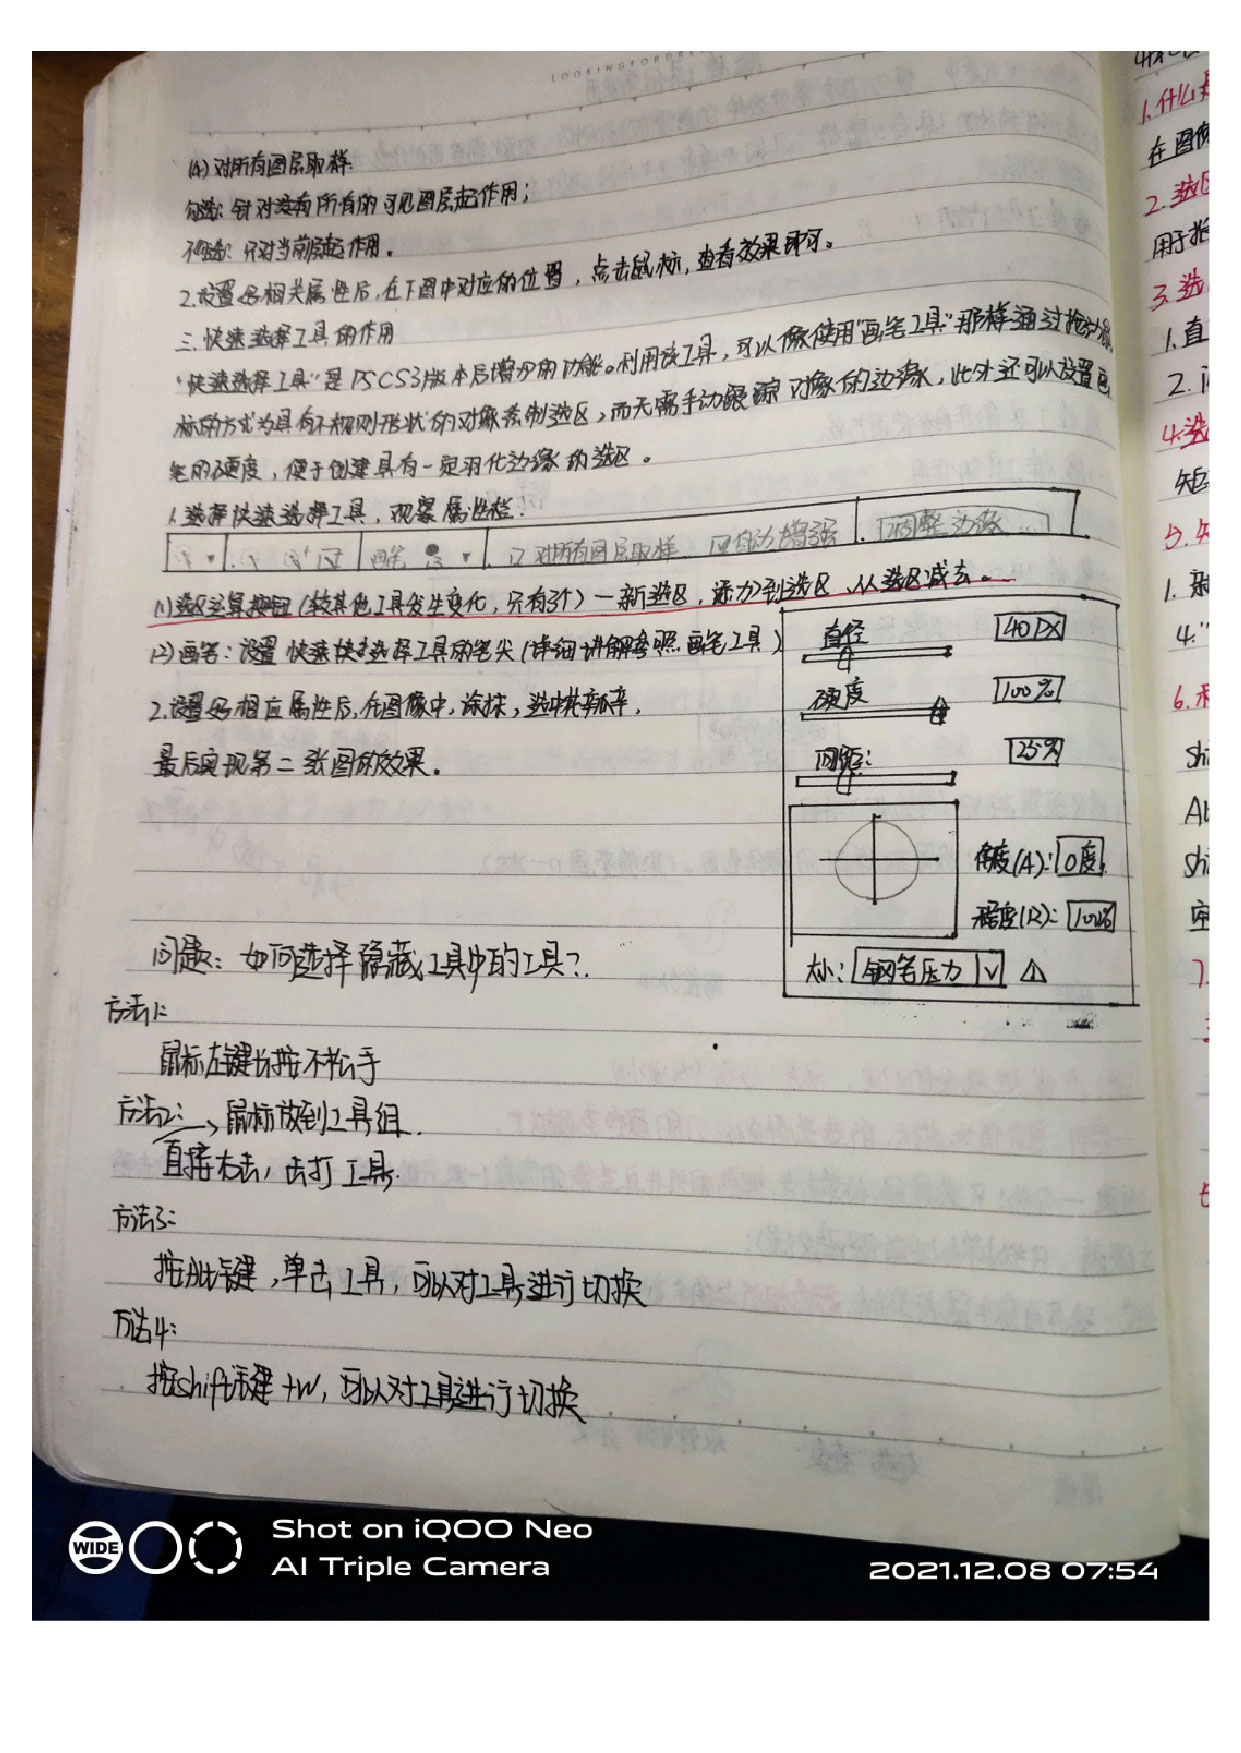 LOOKINGFORDREAM
(4)对所有图层取样:
勾选:针对所有的可见图层起作用;
不勾选:只对当前层起作用。
2.设置好相关属性后,在下图中对应的位置,点击鼠标,查看效果即可。
三.快速选择工具的作用
"快速选择工具"是PSCS3版本后增加的功能。利用该工具,可以像使用"画笔工具"那样通过拖动鼠
标的方式为具有不规则形状的对象绘制选区,而无需手动跟踪对象的边缘,此外还可以放置画
笔的硬度,便于创建具有一定羽化边缘的选区。
1.选择快速选择工具,观察属性栏:
画笔 对所有图层取样 自动增强 调整边缘...
(1)选区运算按钮(较其他工具发生变化,只有3个)—新选区,添加到选区,从选区减去。
(2)画笔:设置快速选择工具的笔尖(详细讲解参照画笔工具)
2.设置好相应属性后,在图像中,涂抹,选中花瓣,
最后实现第二张图的效果。
直径 40PX
硬度 100%
间距: 25%
角度(A):0度
圆度(R):100%
大小:钢笔压力
问题:如何选择隐藏工具中的工具?
方法1:
鼠标左键长按不松手
方法2:→鼠标放到工具组
直接右击,击打工具.
方法3:
按Alt键,单击工具,可以对工具进行切换
方法4:
按shift键+W,可以对工具进行切换
1.什么是
在图像
2.选区
用于
3.选
1.直
2.
4.选
矩
5.矢
1.新
4."
6.
Shi
Al
Shi
空
7.
WIDE
Shot on iQOO Neo
AI Triple Camera
2021.12.08 07:54